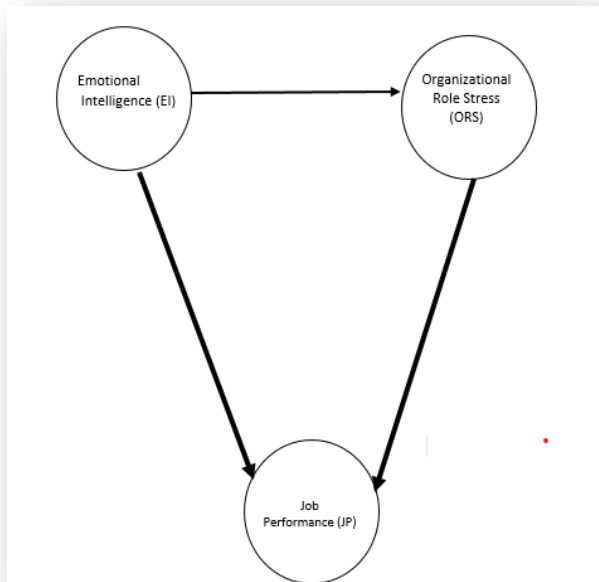 Emotional
Intelligence (EI)
Organizational
Role Stress
(ORS)
Job
Performance (JP)